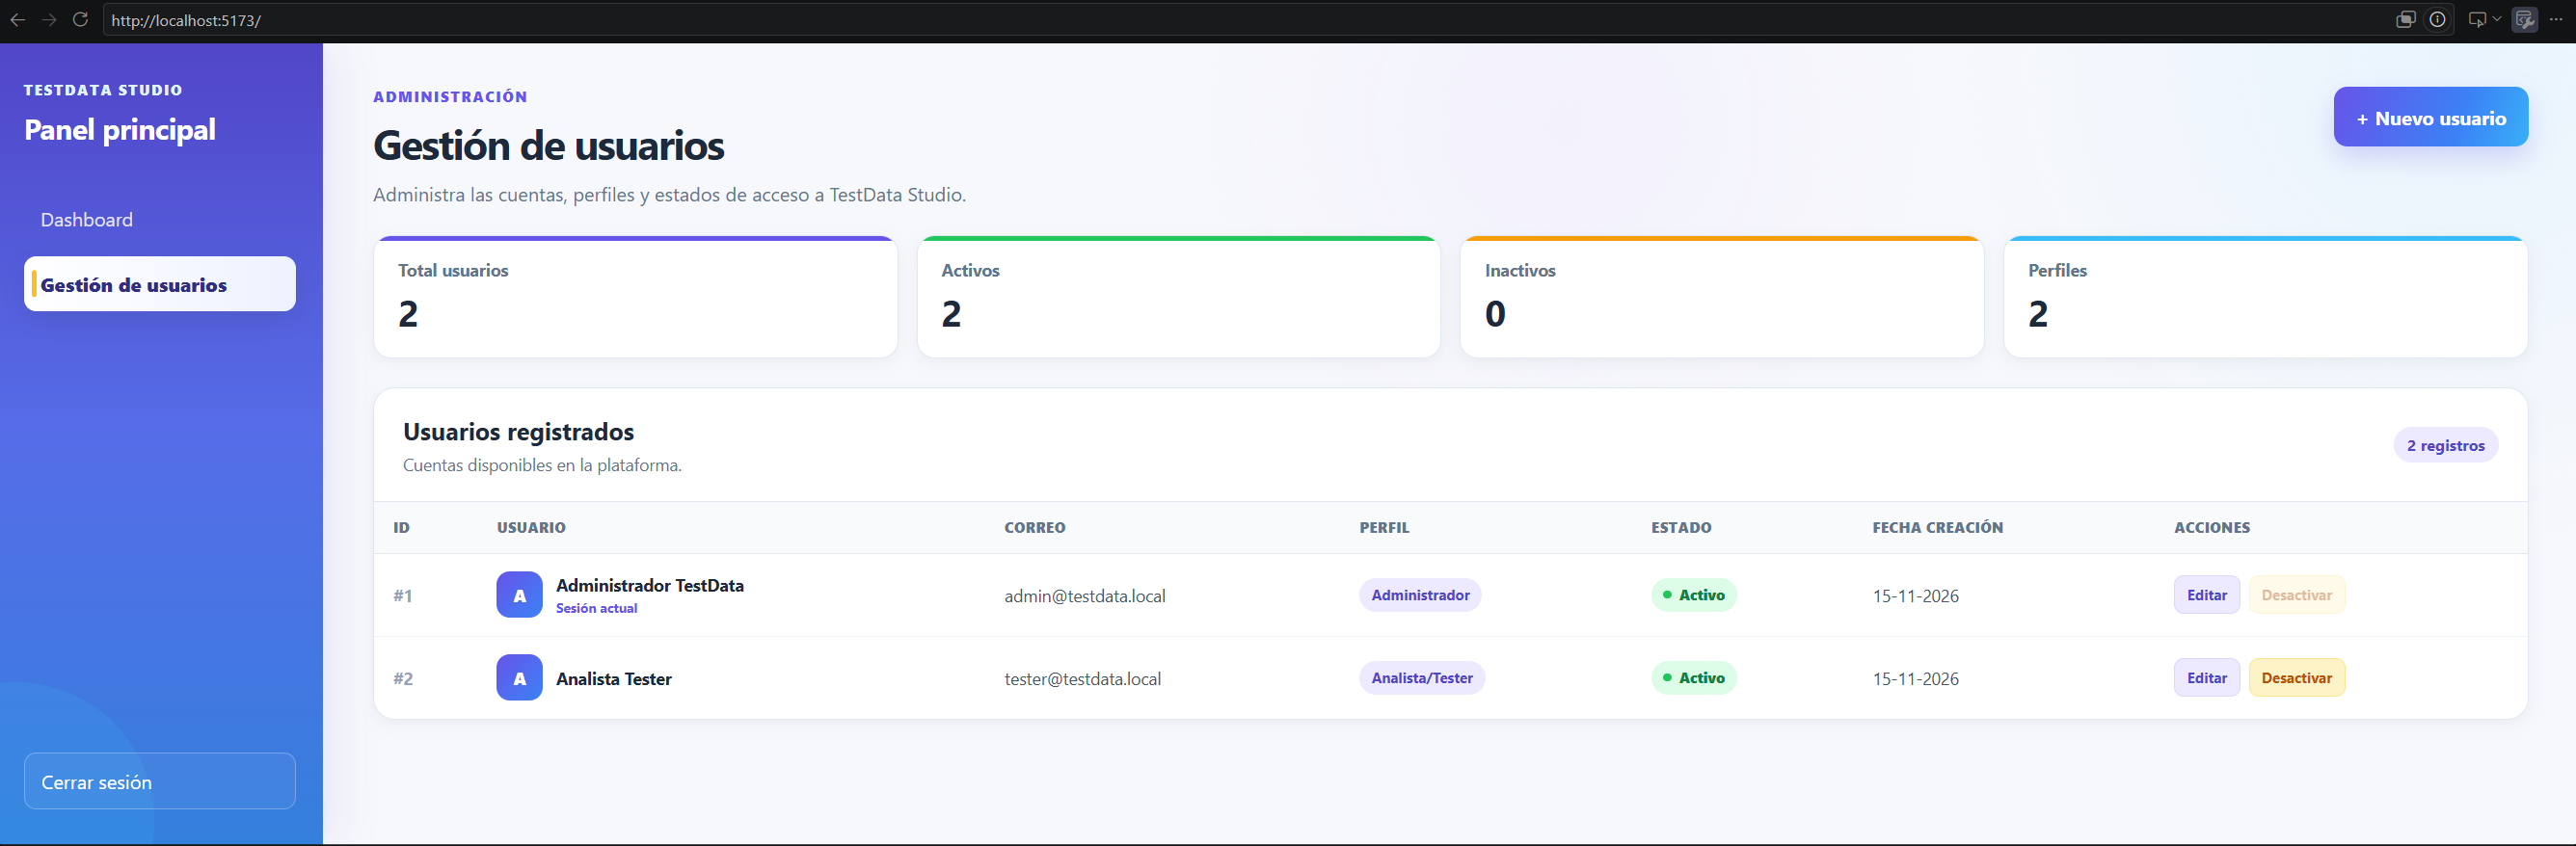 http://localhost:5173/
TESTDATA STUDIO
Panel principal
Dashboard
Gestión de usuarios
Cerrar sesión
ADMINISTRACIÓN
Gestión de usuarios
Administra las cuentas, perfiles y estados de acceso a TestData Studio.
+ Nuevo usuario
Total usuarios
2
Activos
2
Inactivos
0
Perfiles
2
Usuarios registrados
Cuentas disponibles en la plataforma.
2 registros
ID USUARIO CORREO PERFIL ESTADO FECHA CREACIÓN ACCIONES
#1 A Administrador TestData admin@testdata.local Administrador Activo 15-11-2026 Editar Desactivar
Sesión actual
#2 A Analista Tester tester@testdata.local Analista/Tester Activo 15-11-2026 Editar Desactivar